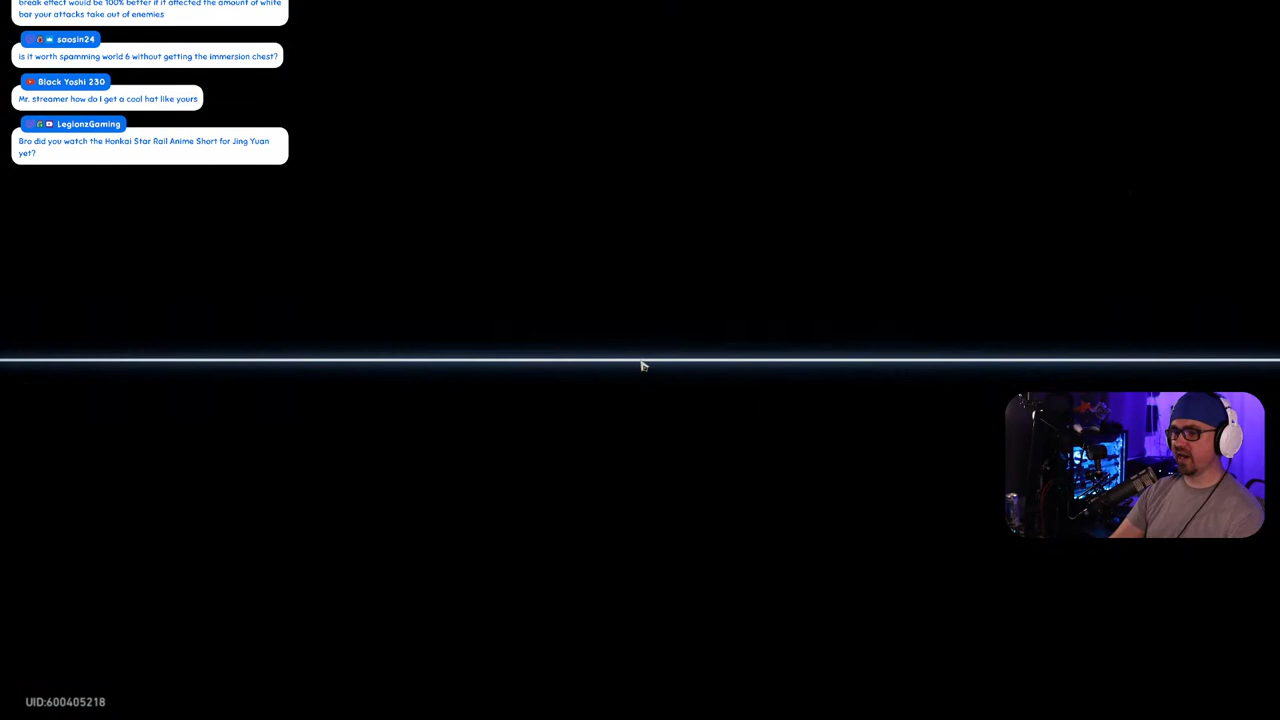 break effect would be 100% better if it affected the amount of white
bar your attacks take out of enemies
saosin24
is it worth spamming world 6 without getting the immersion chest?
Black Yoshi 230
Mr. streamer how do I get a cool hat like yours
LegionzGaming
Bro did you watch the Honkai Star Rail Anime Short for Jing Yuan
yet?
UID:600405218